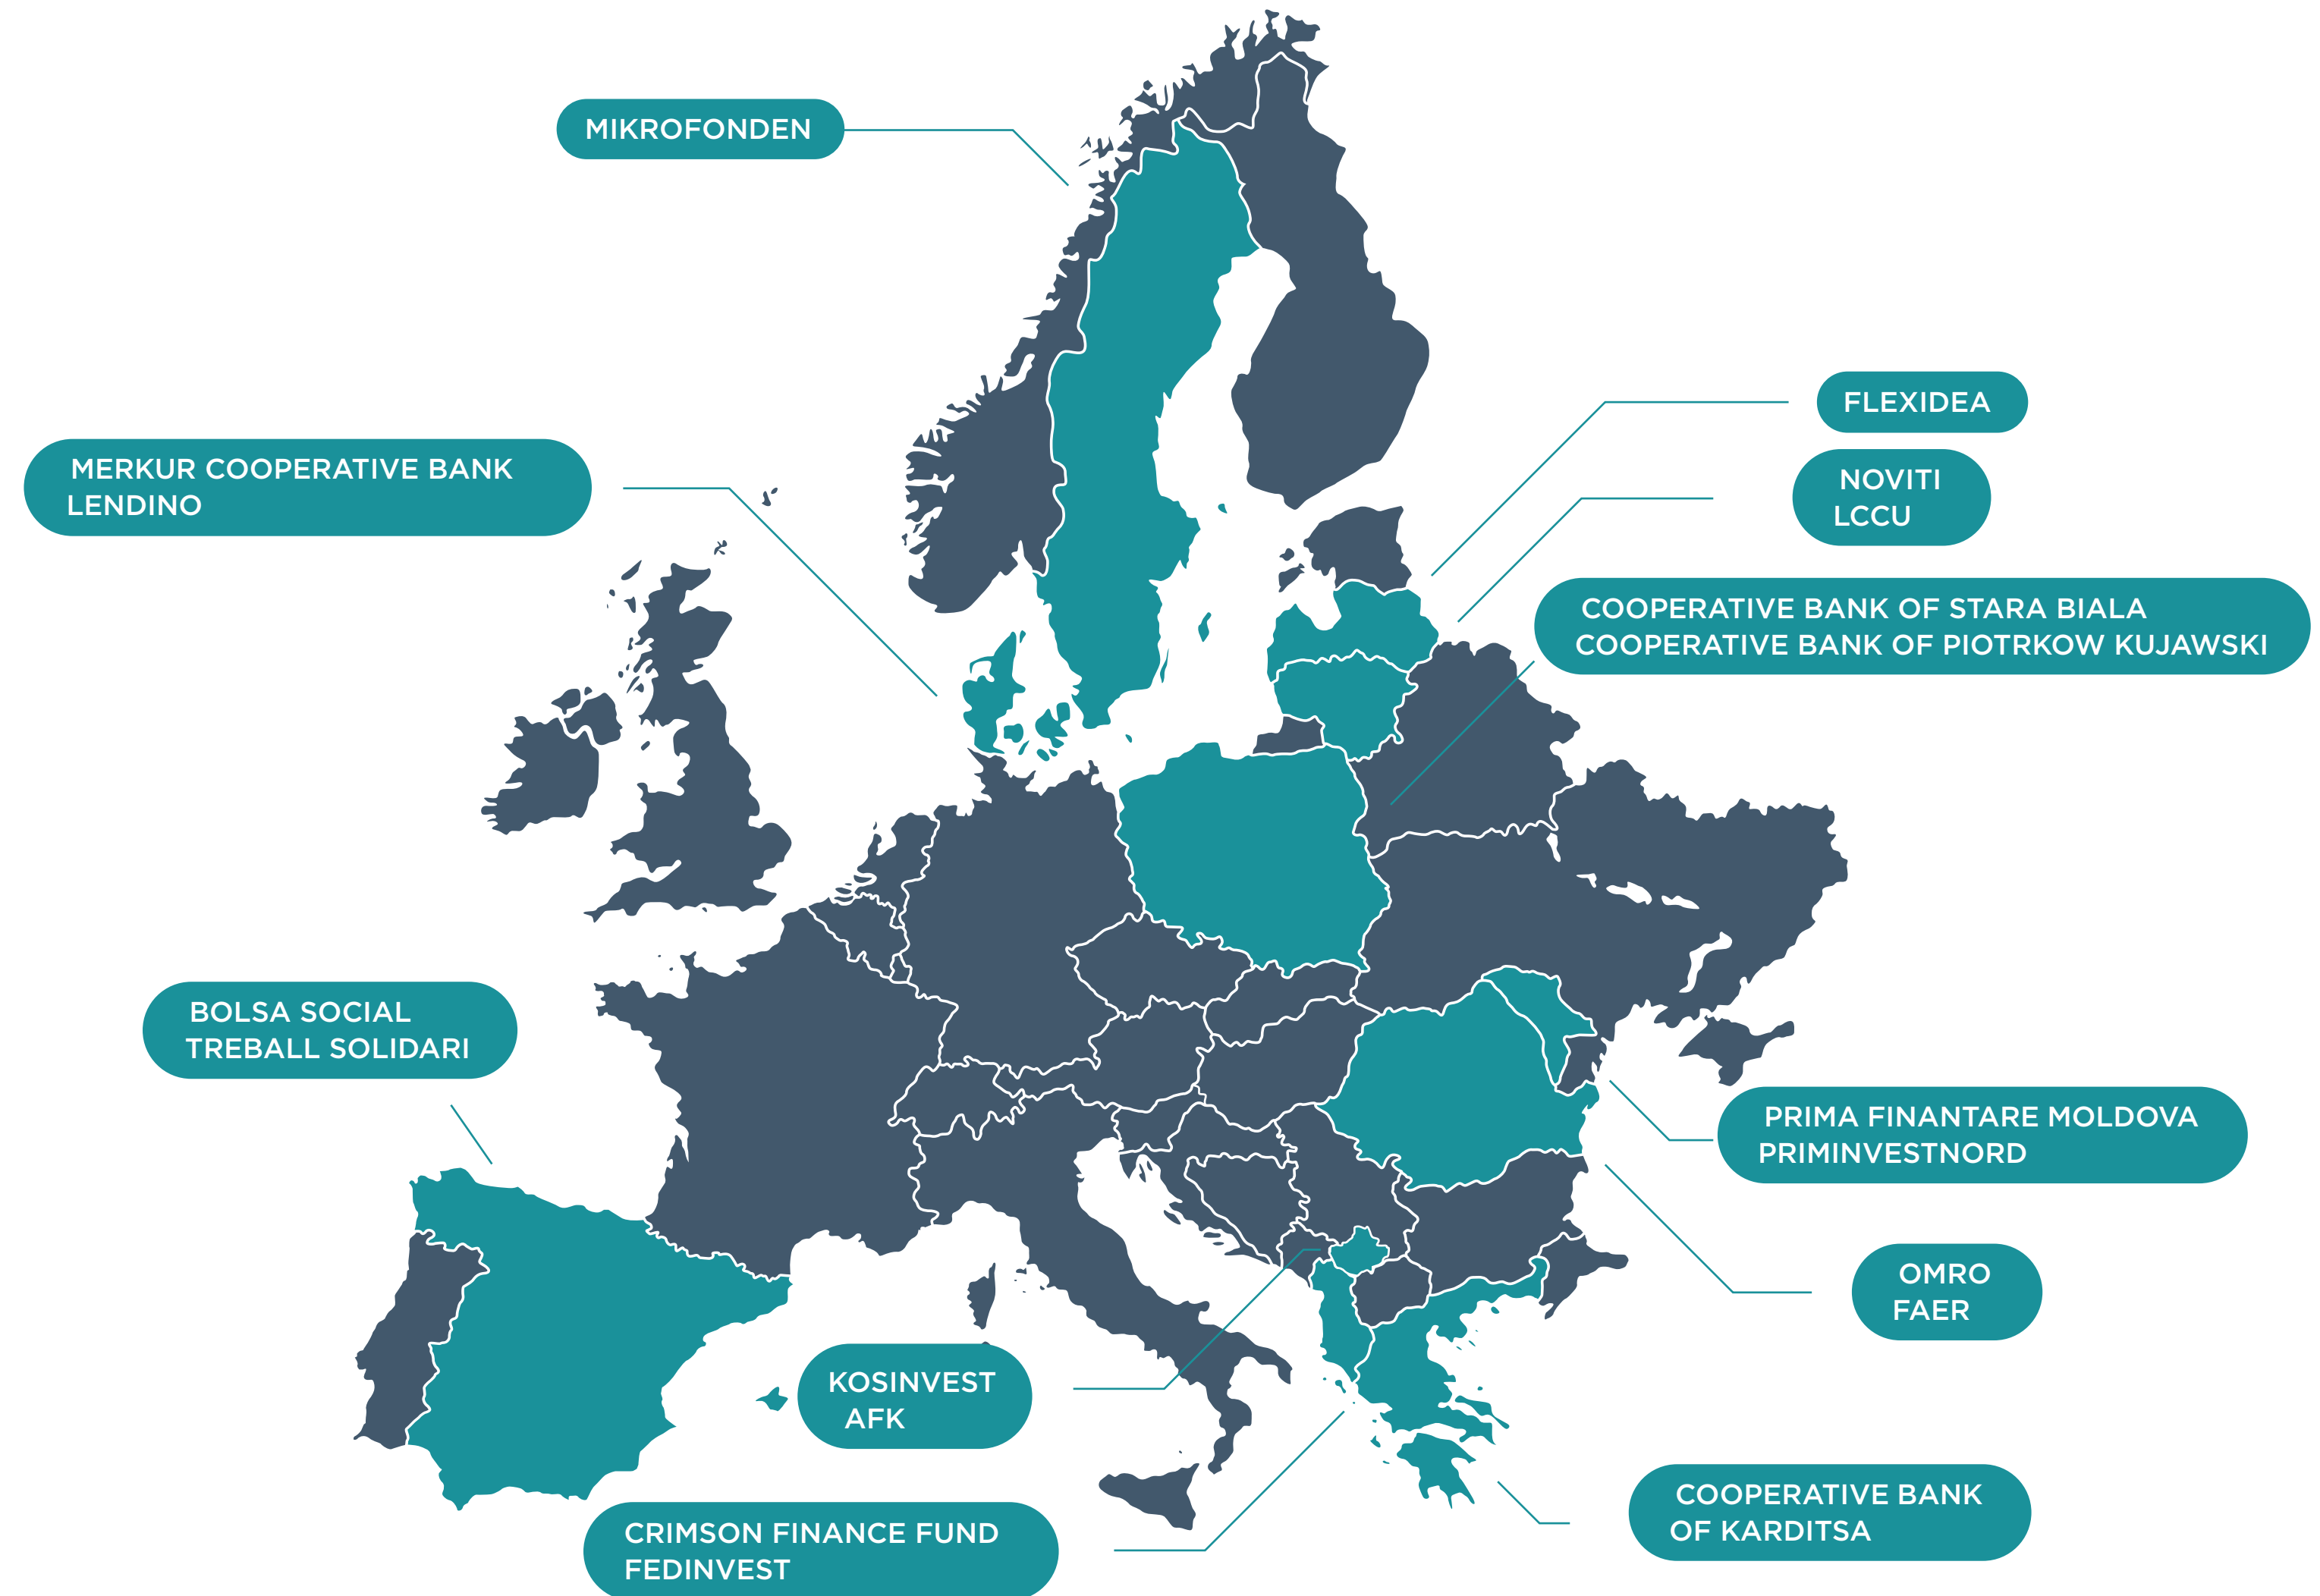 MIKROFONDEN
FLEXIDEA
MERKUR COOPERATIVE BANK
LENDINO
NOVITI
LCCU
COOPERATIVE BANK OF STARA BIALA
COOPERATIVE BANK OF PIOTRKOW KUJAWSKI
BOLSA SOCIAL
TREBALL SOLIDARI
PRIMA FINANTARE MOLDOVA
PRIMINVESTNORD
OMRO
FAER
KOSINVEST
AFK
COOPERATIVE BANK
OF KARDITSA
CRIMSON FINANCE FUND
FEDINVEST